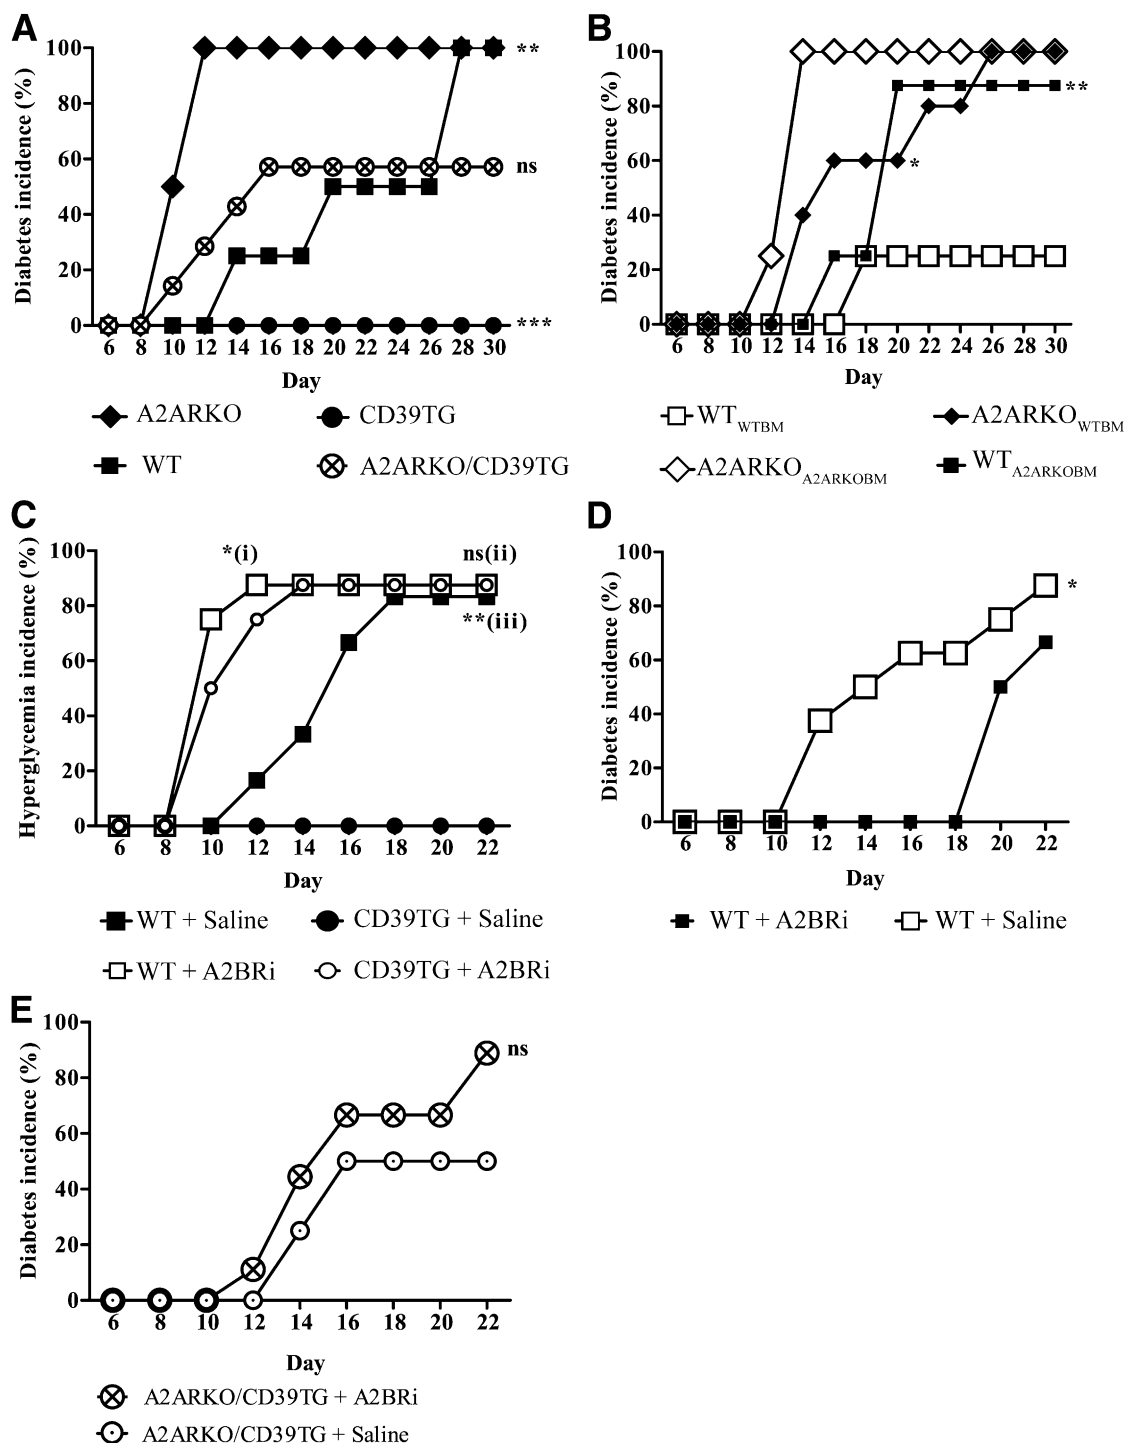 A
Diabetes incidence (%)
100
80
60
40
20
0
**
ns
***
6 8 10 12 14 16 18 20 22 24 26 28 30
Day
A2ARKO CD39TG
WT A2ARKO/CD39TG
B
Diabetes incidence (%)
100
80
60
40
20
0
**
*
6 8 10 12 14 16 18 20 22 24 26 28 30
Day
WTWTBM A2ARKOWTBM
A2ARKOA2ARKOBM WTA2ARKOBM
C
Hyperglycemia incidence (%)
100
80
60
40
20
0
*(i) ns(ii)
**(iii)
6 8 10 12 14 16 18 20 22
Day
WT + Saline CD39TG + Saline
WT + A2BRi CD39TG + A2BRi
D
Diabetes incidence (%)
100
80
60
40
20
0
*
6 8 10 12 14 16 18 20 22
Day
WT + A2BRi WT + Saline
E
Diabetes incidence (%)
100
80
60
40
20
0
ns
6 8 10 12 14 16 18 20 22
Day
A2ARKO/CD39TG + A2BRi
A2ARKO/CD39TG + Saline